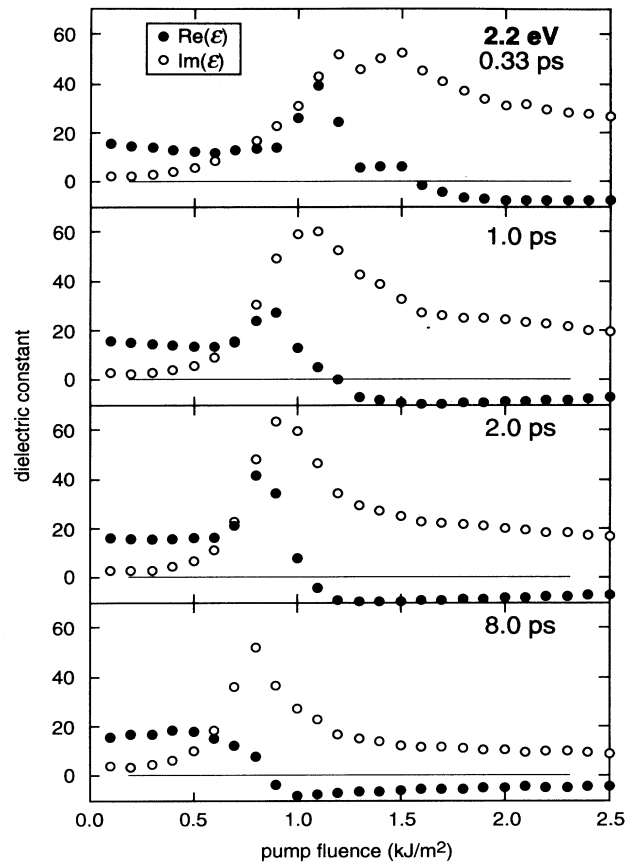 Re(ε)
Im(ε)
2.2 eV
0.33 ps
60
40
20
0
1.0 ps
60
40
20
0
dielectric constant
2.0 ps
60
40
20
0
8.0 ps
60
40
20
0
0.0 0.5 1.0 1.5 2.0 2.5
pump fluence (kJ/m²)